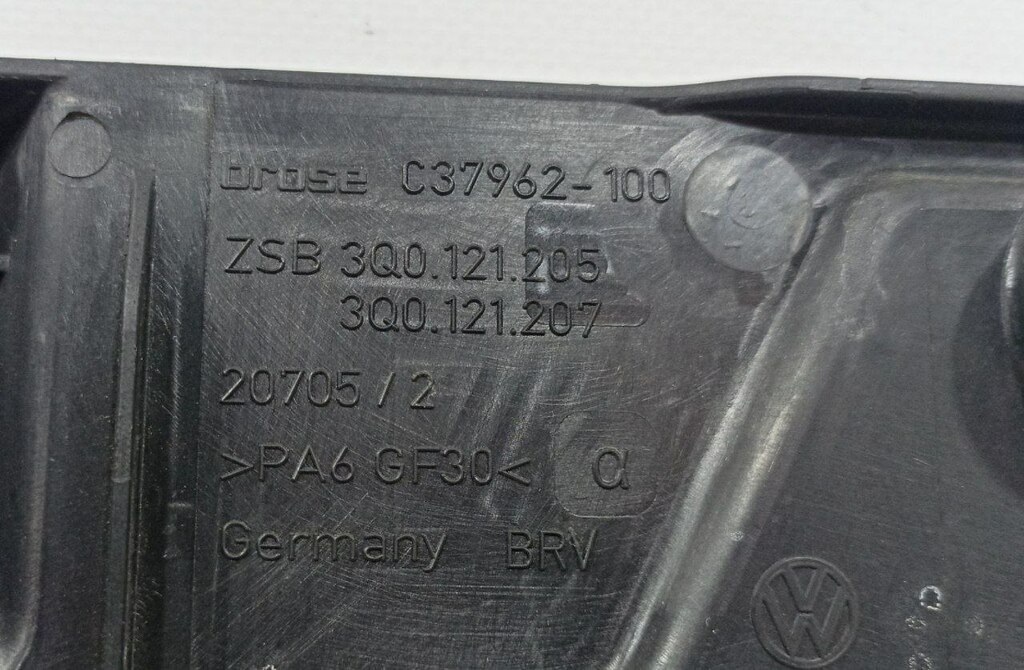 brose C37962-100
ZSB 3Q0.121.205
3Q0.121.207
20705/2
>PA6 GF30< α
Germany BRV
VW